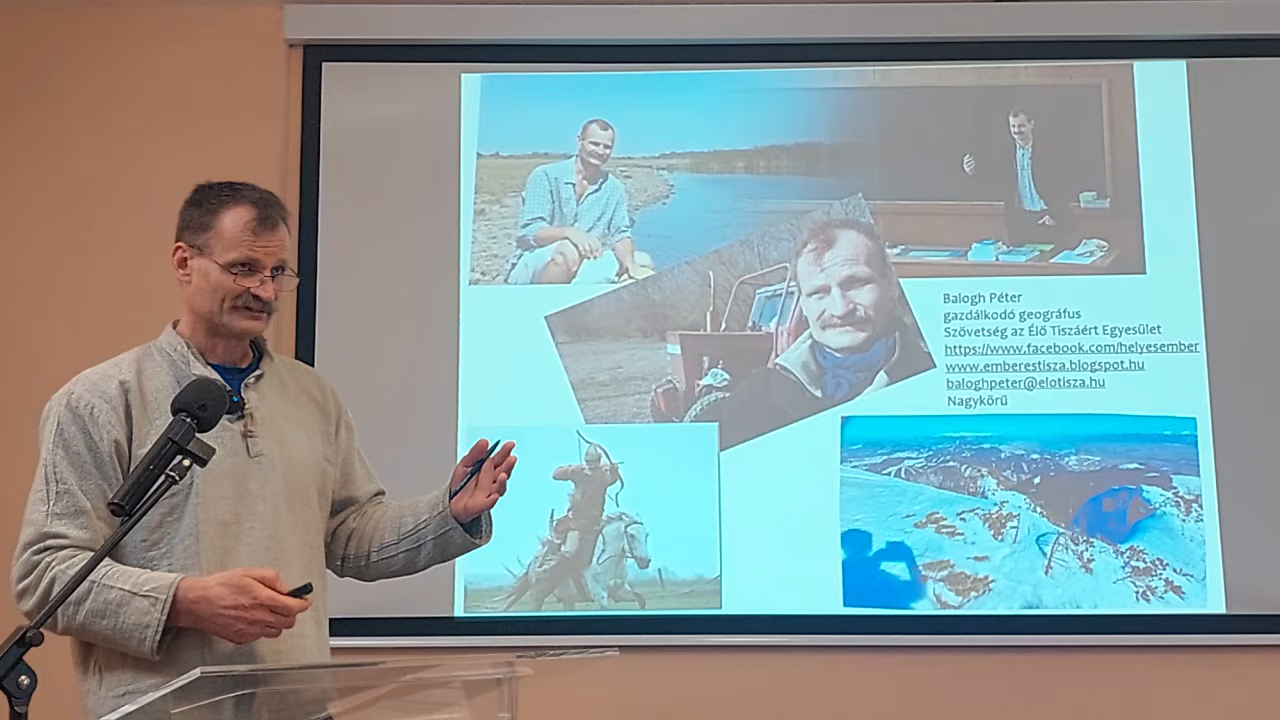 Balogh Péter
gazdálkodó geográfus
Szövetség az Élő Tiszáért Egyesület
https://www.facebook.com/helyesember
www.emberestisza.blogspot.hu
baloghpeter@elotisza.hu
Nagykörű